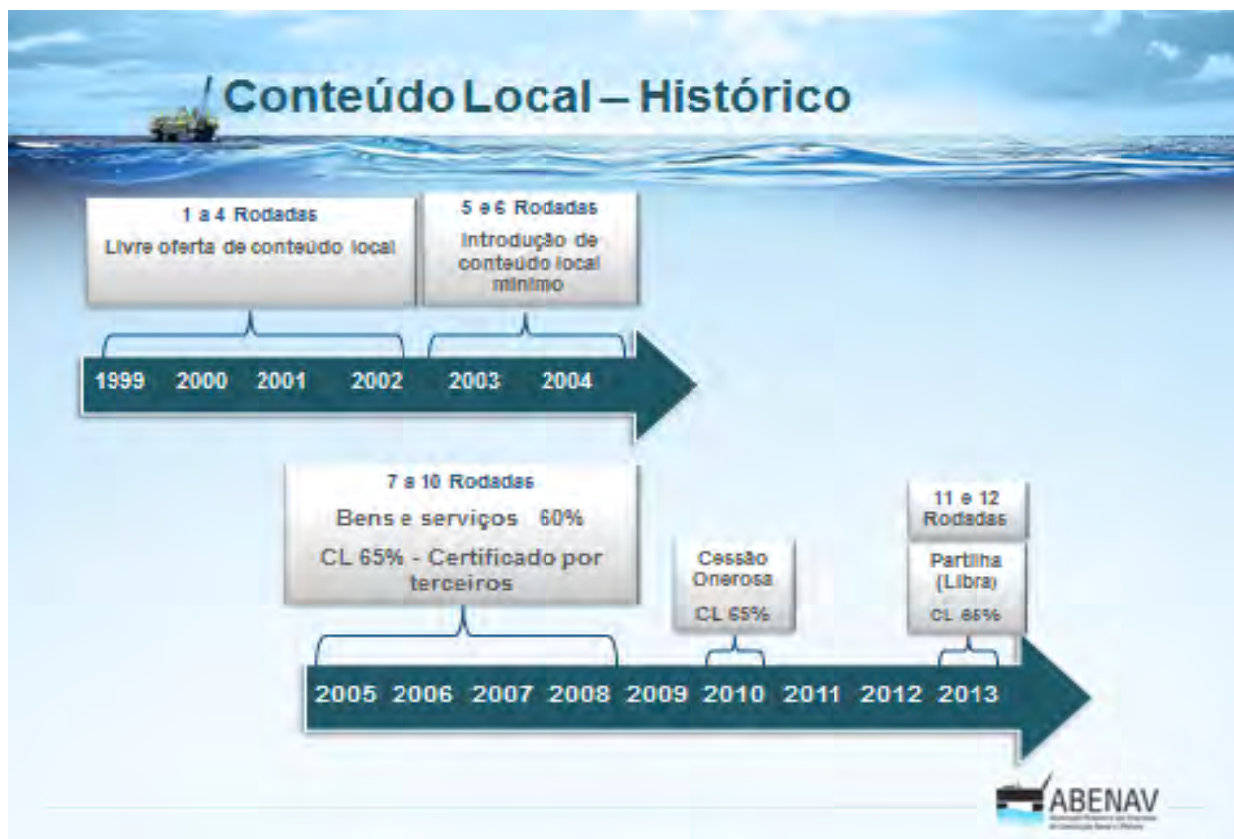 Conteúdo Local – Histórico
1 a 4 Rodadas
Livre oferta de conteúdo local
5 e 6 Rodadas
Introdução de
conteúdo local
mínimo
1999 2000 2001 2002 2003 2004
7 a 10 Rodadas
Bens e serviços 60%
CL 65% - Certificado por
terceiros
Cessão
Onerosa
CL 65%
11 e 12
Rodadas
Partilha
(Libra)
CL 65%
2005 2006 2007 2008 2009 2010 2011 2012 2013
ABENAV